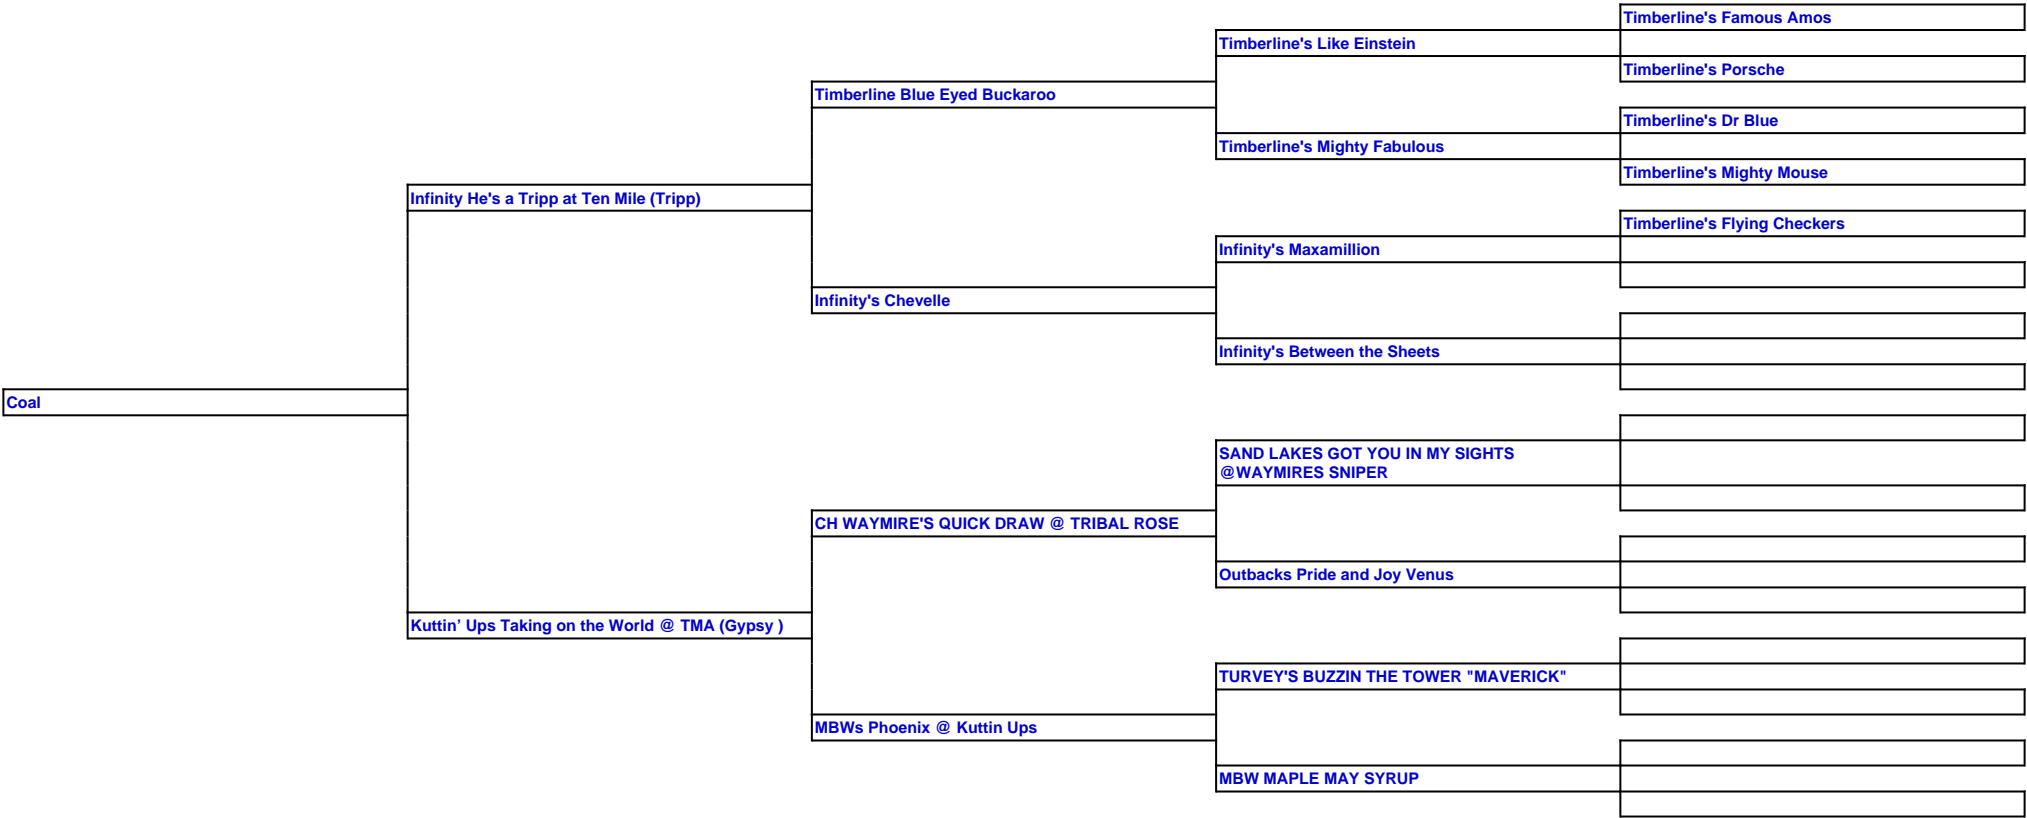 Timberline's Famous Amos
Timberline's Like Einstein
Timberline's Porsche
Timberline Blue Eyed Buckaroo
Timberline's Dr Blue
Timberline's Mighty Fabulous
Timberline's Mighty Mouse
Infinity He's a Tripp at Ten Mile (Tripp)
Timberline's Flying Checkers
Infinity's Maxamillion
Infinity's Chevelle
Infinity's Between the Sheets
Coal
SAND LAKES GOT YOU IN MY SIGHTS
@WAYMIRES SNIPER
CH WAYMIRE'S QUICK DRAW @ TRIBAL ROSE
Outbacks Pride and Joy Venus
Kuttin’ Ups Taking on the World @ TMA (Gypsy )
TURVEY'S BUZZIN THE TOWER "MAVERICK"
MBWs Phoenix @ Kuttin Ups
MBW MAPLE MAY SYRUP